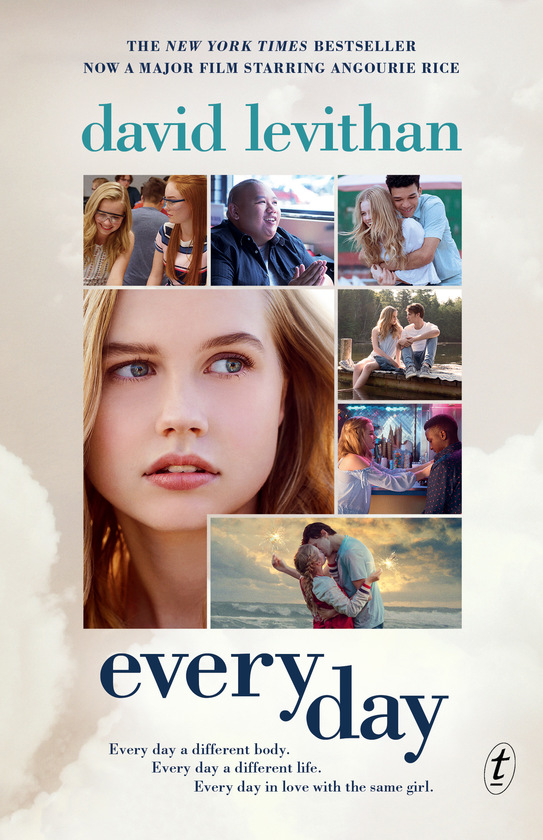 THE NEW YORK TIMES BESTSELLER
NOW A MAJOR FILM STARRING ANGOURIE RICE
david levithan
every
day
Every day a different body.
Every day a different life.
Every day in love with the same girl.
t